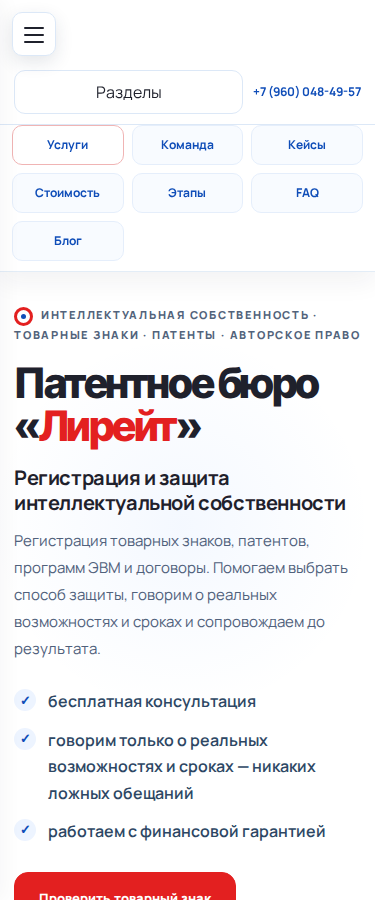 Разделы
+7 (960) 048-49-57
Услуги
Команда
Кейсы
Стоимость
Этапы
FAQ
Блог
ИНТЕЛЛЕКТУАЛЬНАЯ СОБСТВЕННОСТЬ ·
ТОВАРНЫЕ ЗНАКИ · ПАТЕНТЫ · АВТОРСКОЕ ПРАВО
Патентное бюро
«Лирейт»
Регистрация и защита
интеллектуальной собственности
Регистрация товарных знаков, патентов,
программ ЭВМ и договоры. Помогаем выбрать
способ защиты, говорим о реальных
возможностях и сроках и сопровождаем до
результата.
✓ бесплатная консультация
✓ говорим только о реальных
возможностях и сроках — никаких
ложных обещаний
✓ работаем с финансовой гарантией
Проверить товарный знак